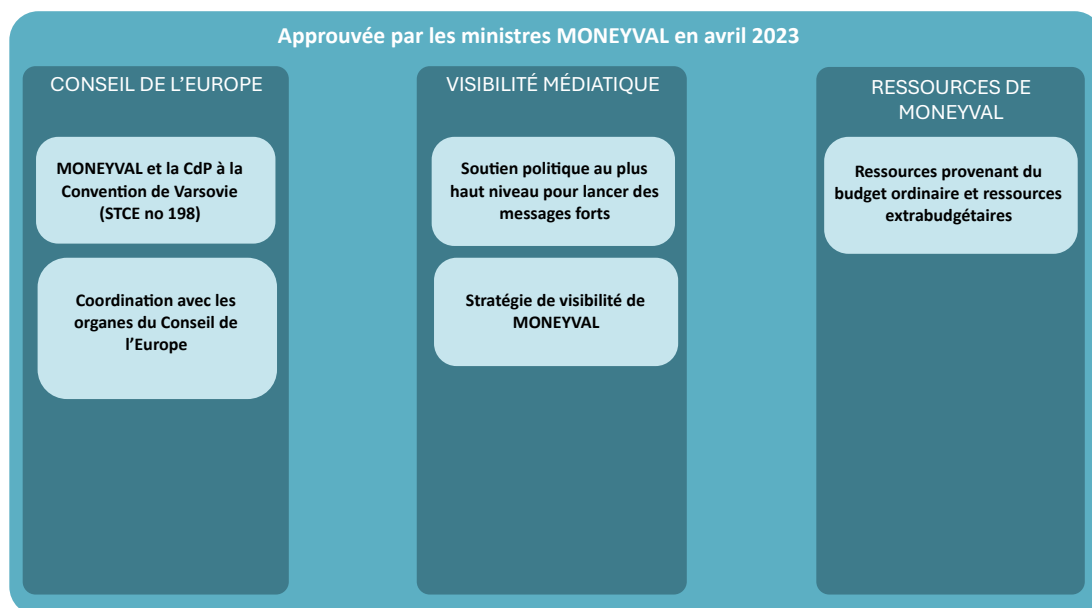 Approuvée par les ministres MONEYVAL en avril 2023
CONSEIL DE L’EUROPE
MONEYVAL et la CdP à la
Convention de Varsovie
(STCE no 198)
Coordination avec les
organes du Conseil de
l’Europe
VISIBILITÉ MÉDIATIQUE
Soutien politique au plus
haut niveau pour lancer des
messages forts
Stratégie de visibilité de
MONEYVAL
RESSOURCES DE
MONEYVAL
Ressources provenant du
budget ordinaire et ressources
extrabudgétaires